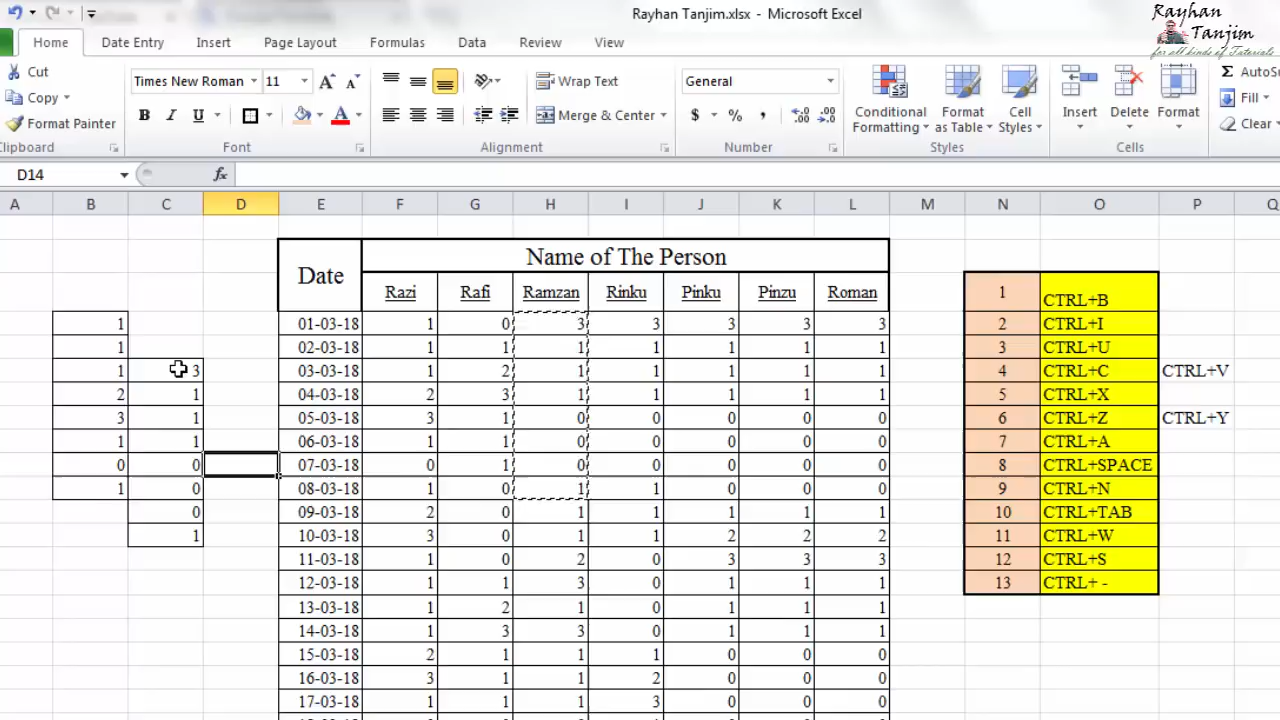 Rayhan Tanjim.xlsx - Microsoft Excel
Rayhan
Tanjim
for all kinds of Tutorials
Home Date Entry Insert Page Layout Formulas Data Review View
Cut
Copy
Format Painter
Clipboard
Times New Roman 11 A A
B I U A
Font
Wrap Text
Merge & Center
Alignment
General
$ % , .00 .0
Number
Conditional Formatting Format as Table Cell Styles
Styles
Insert Delete Format
Cells
Σ AutoSu
Fill
Clear
D14 fx
A B C D E F G H I J K L M N O P Q
Date Name of The Person
Razi Rafi Ramzan Rinku Pinku Pinzu Roman 1 CTRL+B
1 01-03-18 1 0 3 3 3 3 3 2 CTRL+I
1 02-03-18 1 1 1 1 1 1 1 3 CTRL+U
1 3 03-03-18 1 2 1 1 1 1 1 4 CTRL+C CTRL+V
2 1 04-03-18 2 3 1 1 1 1 1 5 CTRL+X
3 1 05-03-18 3 1 0 0 0 0 0 6 CTRL+Z CTRL+Y
1 1 06-03-18 1 1 0 0 0 0 0 7 CTRL+A
0 0 07-03-18 0 1 0 0 0 0 0 8 CTRL+SPACE
1 0 08-03-18 1 0 1 1 0 0 0 9 CTRL+N
0 09-03-18 2 0 1 1 1 1 1 10 CTRL+TAB
1 10-03-18 3 0 1 1 2 2 2 11 CTRL+W
11-03-18 1 0 2 0 3 3 3 12 CTRL+S
12-03-18 1 1 3 0 1 1 1 13 CTRL+ -
13-03-18 1 2 1 0 1 1 1
14-03-18 1 3 3 0 1 1 1
15-03-18 2 1 1 1 0 0 0
16-03-18 3 1 1 2 0 0 0
17-03-18 1 1 1 3 0 0 0